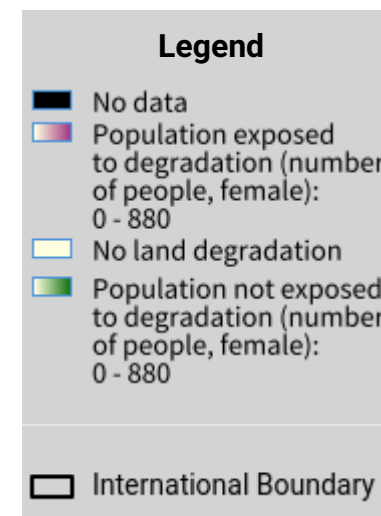 Legend
No data
Population exposed
to degradation (number
of people, female):
0 - 880
No land degradation
Population not exposed
to degradation (number
of people, female):
0 - 880
International Boundary